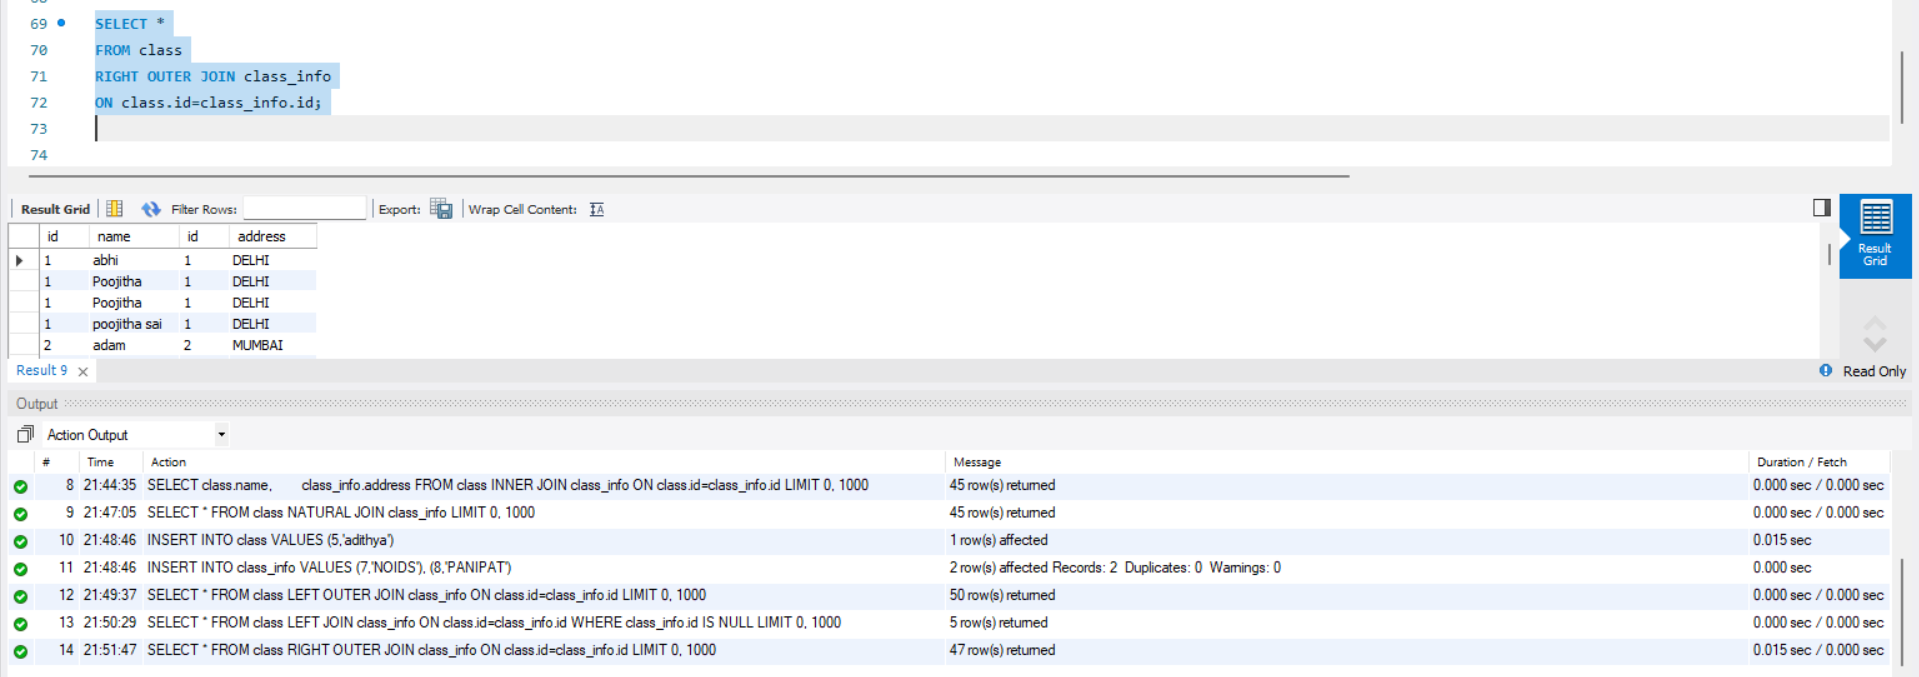 69 SELECT *
70 FROM class
71 RIGHT OUTER JOIN class_info
72 ON class.id=class_info.id;
73
74
Result Grid Filter Rows: Export: Wrap Cell Content: IA
Result Grid
id name id address
1 abhi 1 DELHI
1 Poojitha 1 DELHI
1 Poojitha 1 DELHI
1 poojitha sai 1 DELHI
2 adam 2 MUMBAI
Result 9 × Read Only
Output
Action Output
# Time Action Message Duration / Fetch
8 21:44:35 SELECT class.name, class_info.address FROM class INNER JOIN class_info ON class.id=class_info.id LIMIT 0, 1000 45 row(s) returned 0.000 sec / 0.000 sec
9 21:47:05 SELECT * FROM class NATURAL JOIN class_info LIMIT 0, 1000 45 row(s) returned 0.000 sec / 0.000 sec
10 21:48:46 INSERT INTO class VALUES (5,'adithya') 1 row(s) affected 0.015 sec
11 21:48:46 INSERT INTO class_info VALUES (7,'NOIDS'), (8,'PANIPAT') 2 row(s) affected Records: 2 Duplicates: 0 Warnings: 0 0.000 sec
12 21:49:37 SELECT * FROM class LEFT OUTER JOIN class_info ON class.id=class_info.id LIMIT 0, 1000 50 row(s) returned 0.000 sec / 0.000 sec
13 21:50:29 SELECT * FROM class LEFT JOIN class_info ON class.id=class_info.id WHERE class_info.id IS NULL LIMIT 0, 1000 5 row(s) returned 0.000 sec / 0.000 sec
14 21:51:47 SELECT * FROM class RIGHT OUTER JOIN class_info ON class.id=class_info.id LIMIT 0, 1000 47 row(s) returned 0.015 sec / 0.000 sec